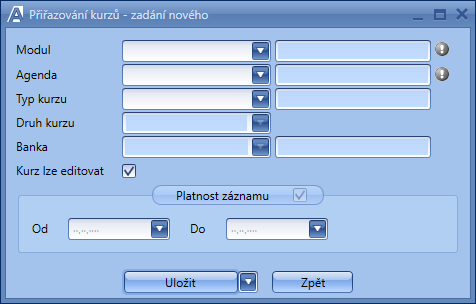 Přiřazování kurzů - zadání nového
Modul
Agenda
Typ kurzu
Druh kurzu
Banka
Kurz lze editovat
Platnost záznamu
Od ..,..,.... Do ..,..,....
Uložit Zpět